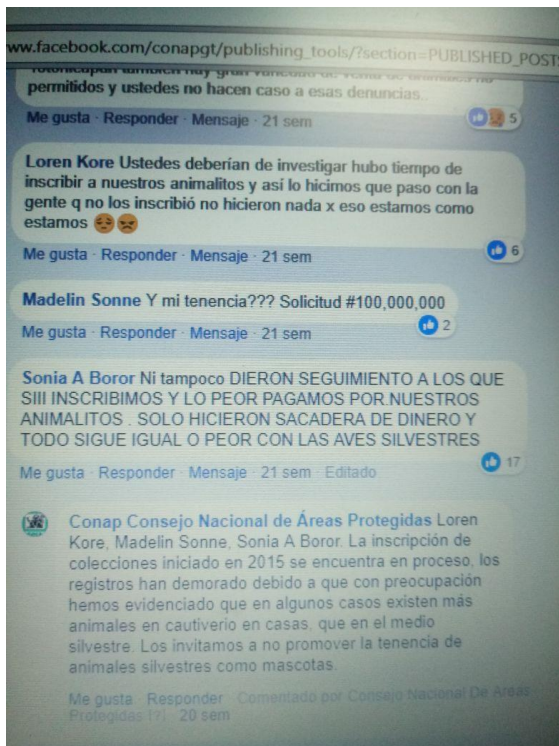 ww.facebook.com/conapgt/publishing_tools/?section=PUBLISHED_POSTS
permitidos y ustedes no hacen caso a esas denuncias..
Me gusta · Responder · Mensaje · 21 sem
5
Loren Kore Ustedes deberían de investigar hubo tiempo de
inscribir a nuestros animalitos y así lo hicimos que paso con la
gente q no los inscribió no hicieron nada x eso estamos como
estamos
Me gusta · Responder · Mensaje · 21 sem
6
Madelin Sonne Y mi tenencia??? Solicitud #100,000,000
Me gusta · Responder · Mensaje · 21 sem
2
Sonia A Boror Ni tampoco DIERON SEGUIMIENTO A LOS QUE
SIII INSCRIBIMOS Y LO PEOR PAGAMOS POR NUESTROS
ANIMALITOS . SOLO HICIERON SACADERA DE DINERO Y
TODO SIGUE IGUAL O PEOR CON LAS AVES SILVESTRES
Me gusta · Responder · Mensaje · 21 sem · Editado
17
Conap Consejo Nacional de Áreas Protegidas Loren
Kore, Madelin Sonne, Sonia A Boror. La inscripción de
colecciones iniciado en 2015 se encuentra en proceso, los
registros han demorado debido a que con preocupación
hemos evidenciado que en algunos casos existen más
animales en cautiverio en casas, que en el medio
silvestre. Los invitamos a no promover la tenencia de
animales silvestres como mascotas.
Me gusta · Responder · Comentado por Consejo Nacional De Areas
Protegidas [?] · 20 sem